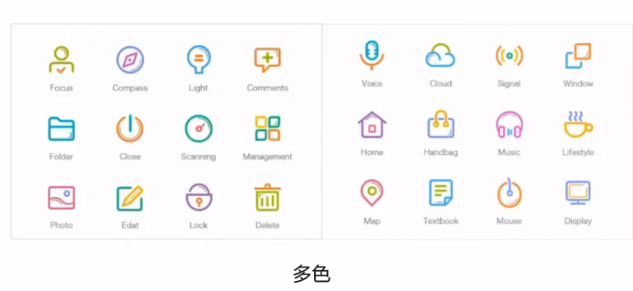 Focus Compass Light Comments
Folder Close Scanning Management
Photo Edat Lock Delete
Voice Cloud Signal Window
Home Handbag Music Lifestyle
Map Textbook Mouse Display
多色